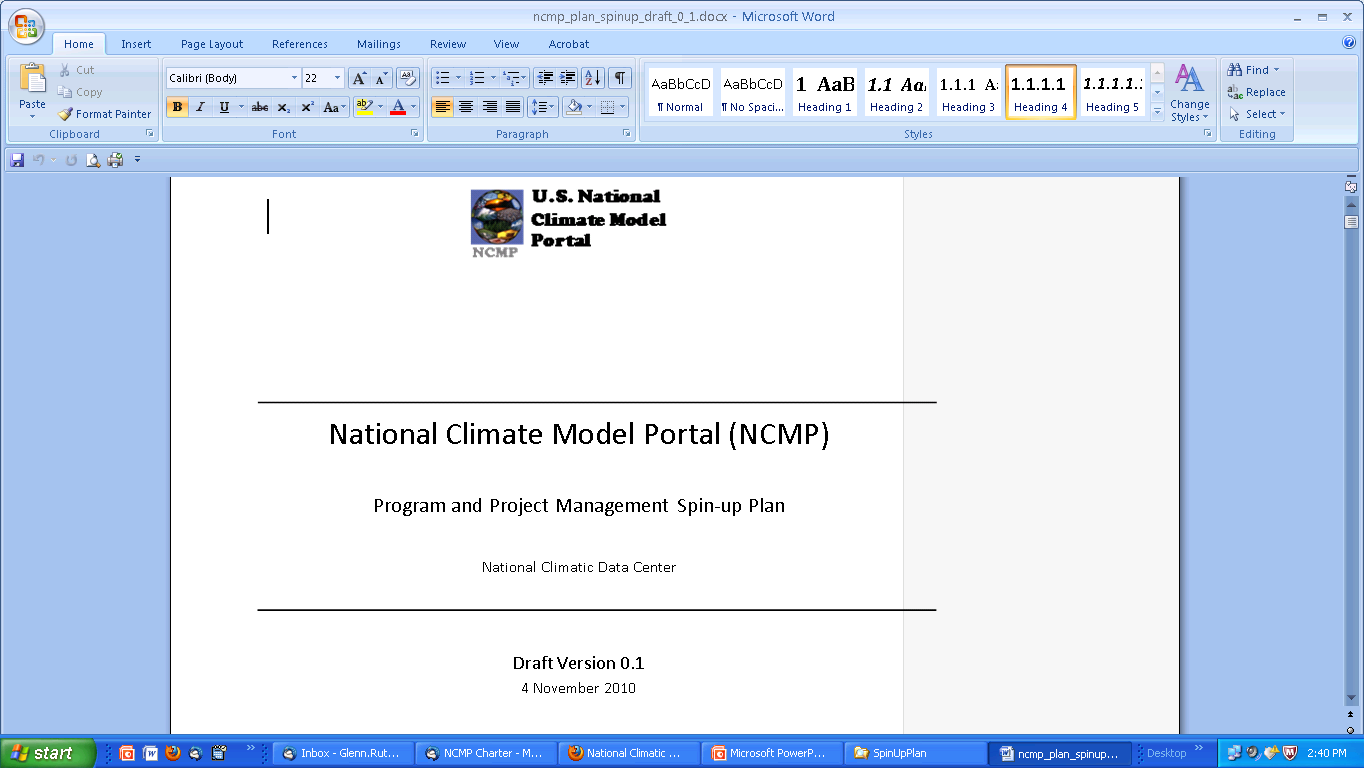 ncmp_plan_spinup_draft_0_1.docx - Microsoft Word
Home Insert Page Layout References Mailings Review View Acrobat
Paste
Cut
Copy
Format Painter
Clipboard
Calibri (Body) 22
B I U abc x₂ x² Aa
Font
Paragraph
AaBbCcD AaBbCcD 1 AaB 1.1 Aa 1.1.1 A 1.1.1.1 1.1.1.1.
¶ Normal ¶ No Spaci... Heading 1 Heading 2 Heading 3 Heading 4 Heading 5
Change
Styles
Styles
Find
Replace
Select
Editing
U.S. National
Climate Model
Portal
NCMP
National Climate Model Portal (NCMP)
Program and Project Management Spin-up Plan
National Climatic Data Center
Draft Version 0.1
4 November 2010
start
Inbox - Glenn.Rut... NCMP Charter - M... National Climatic ... Microsoft PowerP... SpinUpPlan ncmp_plan_spinup... Desktop 2:40 PM